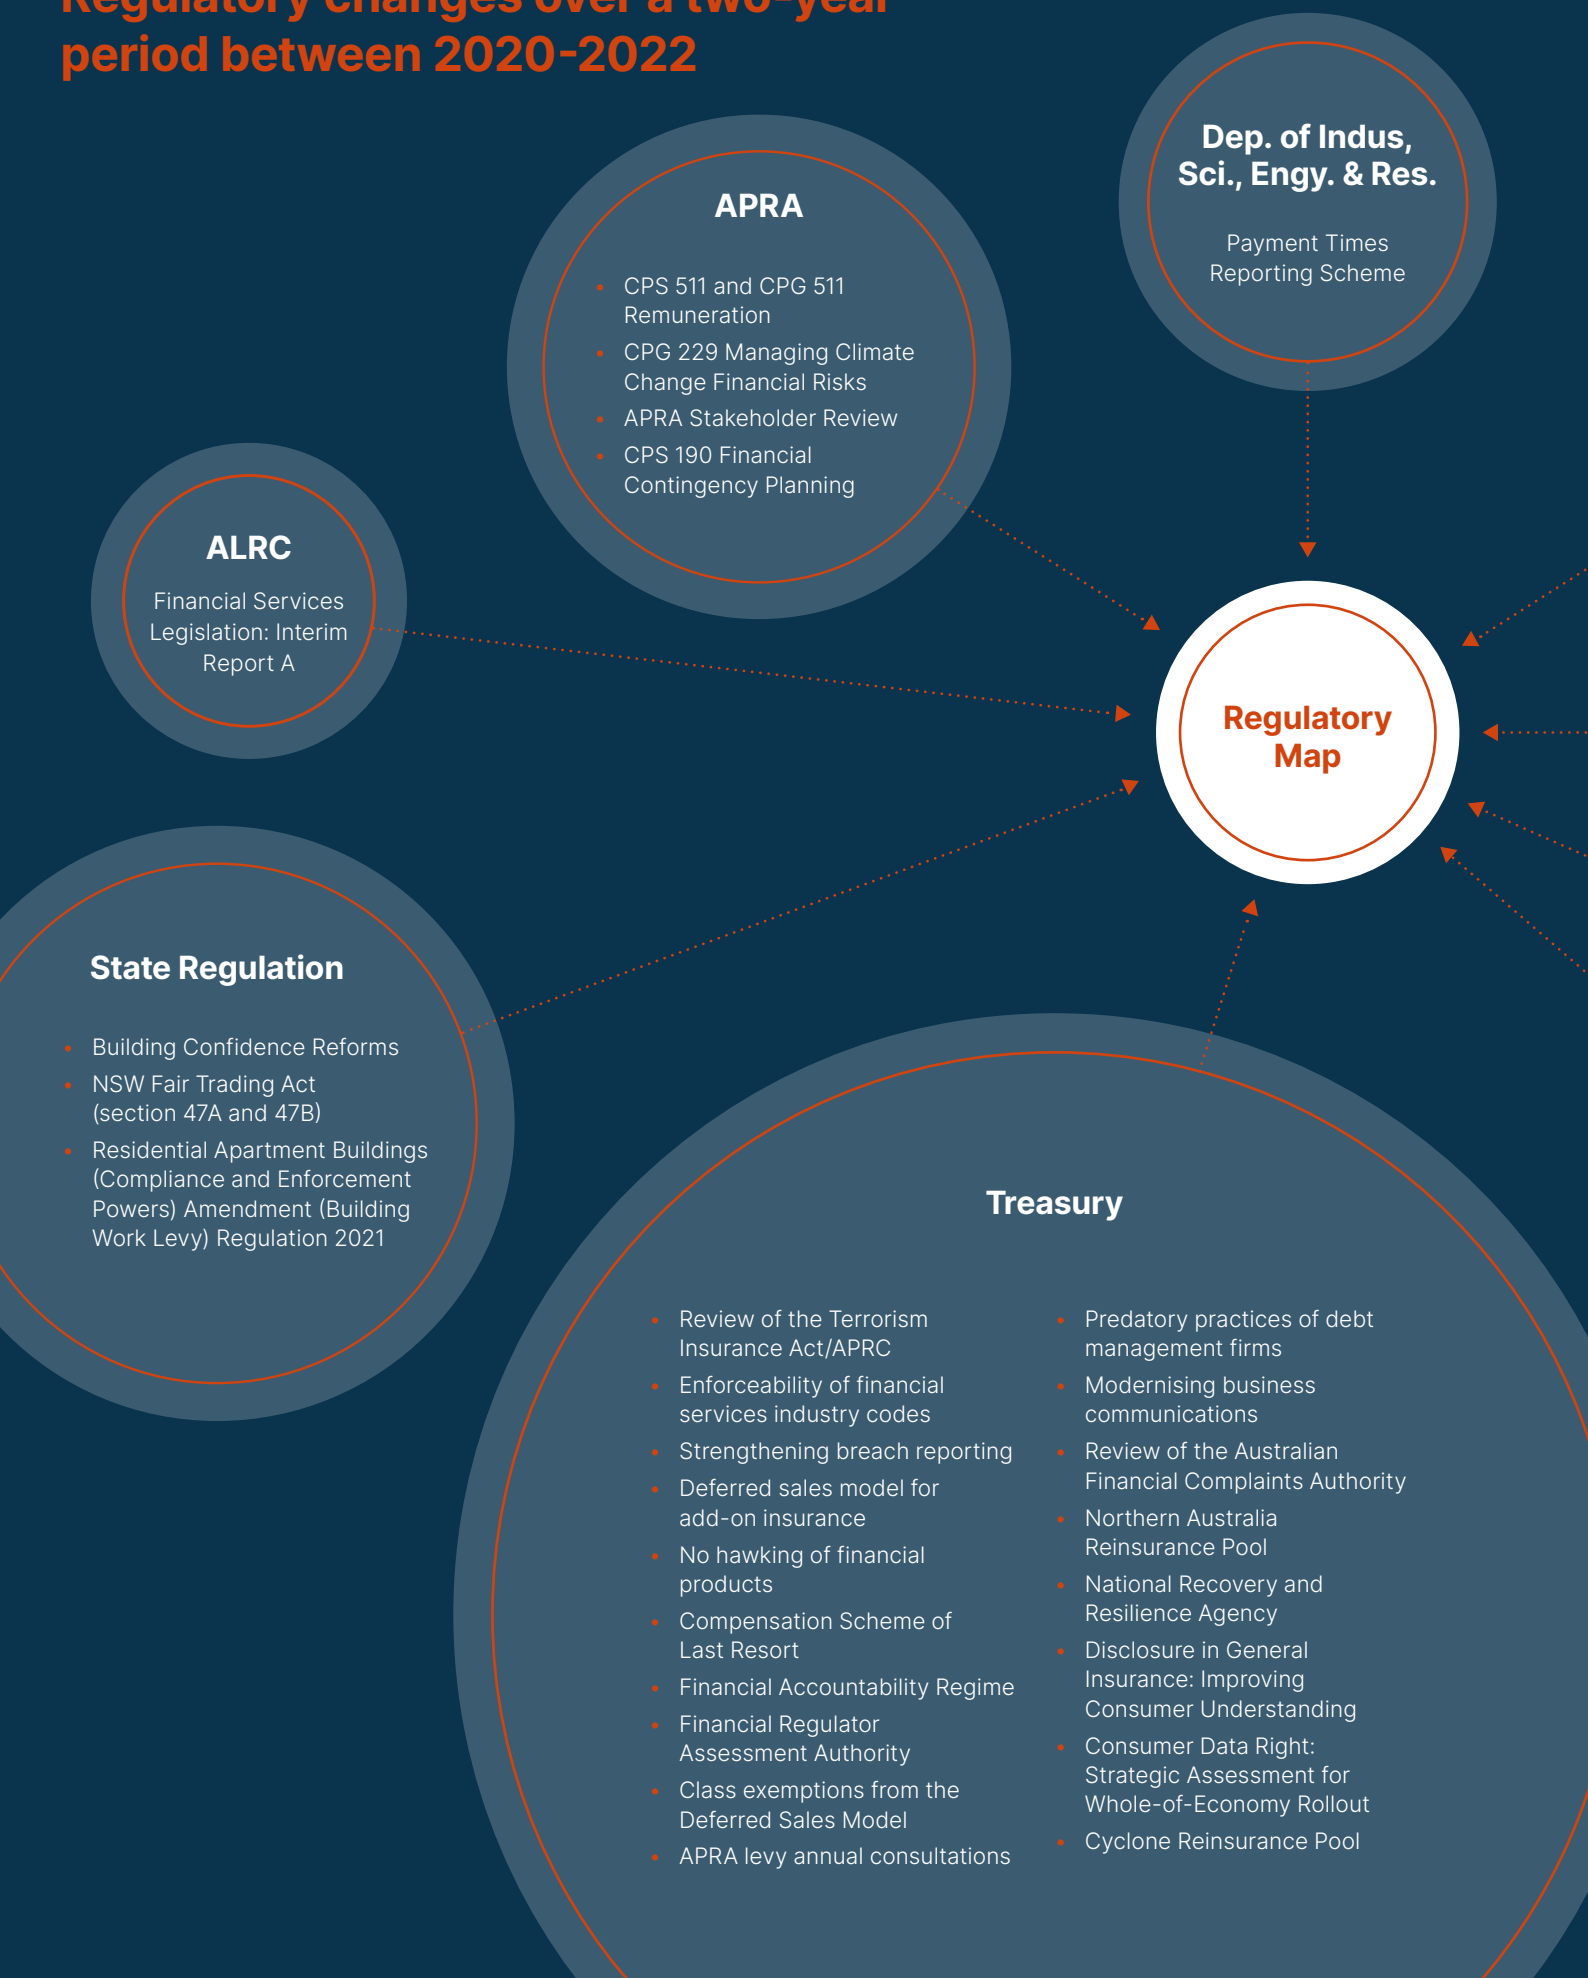 Regulatory changes over a two-year
period between 2020-2022
Dep. of Indus,
Sci., Engy. & Res.
Payment Times
Reporting Scheme
APRA
• CPS 511 and CPG 511
Remuneration
• CPG 229 Managing Climate
Change Financial Risks
• APRA Stakeholder Review
• CPS 190 Financial
Contingency Planning
ALRC
Financial Services
Legislation: Interim
Report A
Regulatory
Map
State Regulation
• Building Confidence Reforms
• NSW Fair Trading Act
(section 47A and 47B)
• Residential Apartment Buildings
(Compliance and Enforcement
Powers) Amendment (Building
Work Levy) Regulation 2021
Treasury
• Review of the Terrorism
Insurance Act/APRC
• Enforceability of financial
services industry codes
• Strengthening breach reporting
• Deferred sales model for
add-on insurance
• No hawking of financial
products
• Compensation Scheme of
Last Resort
• Financial Accountability Regime
• Financial Regulator
Assessment Authority
• Class exemptions from the
Deferred Sales Model
• APRA levy annual consultations
• Predatory practices of debt
management firms
• Modernising business
communications
• Review of the Australian
Financial Complaints Authority
• Northern Australia
Reinsurance Pool
• National Recovery and
Resilience Agency
• Disclosure in General
Insurance: Improving
Consumer Understanding
• Consumer Data Right:
Strategic Assessment for
Whole-of-Economy Rollout
• Cyclone Reinsurance Pool